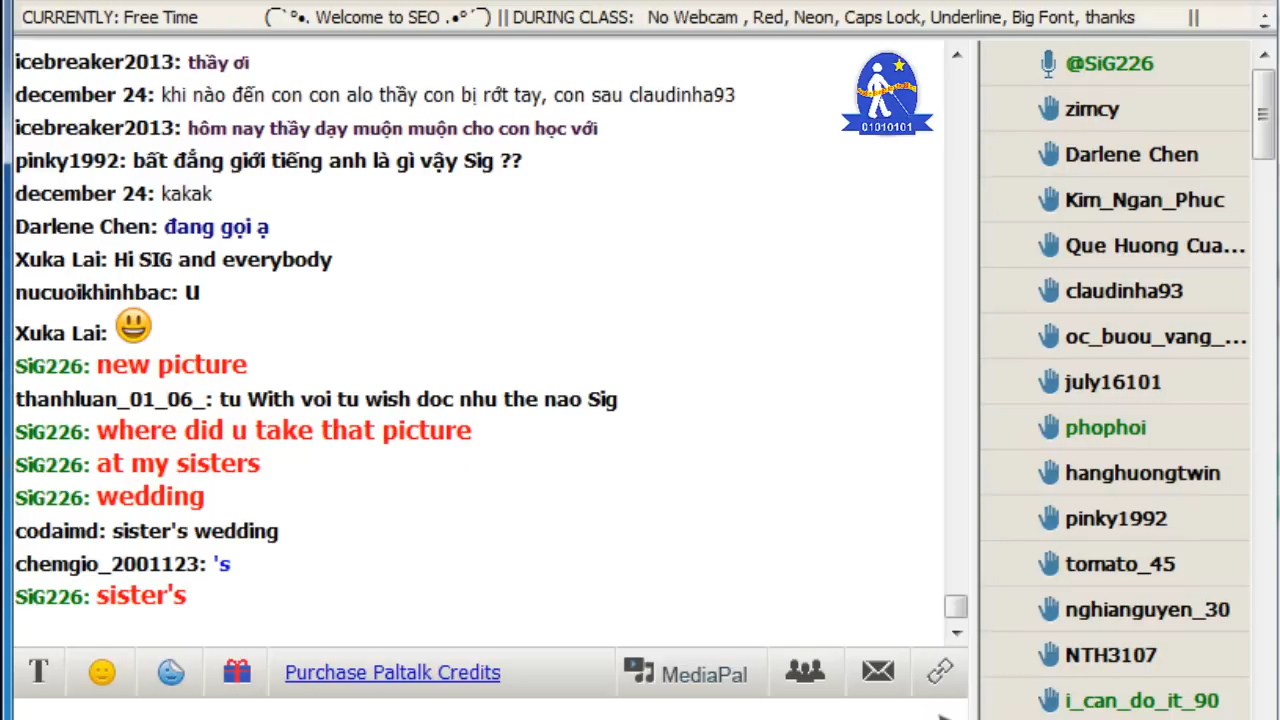 CURRENTLY: Free Time (¯`°•. Welcome to SEO .•°´¯) || DURING CLASS: No Webcam , Red, Neon, Caps Lock, Underline, Big Font, thanks ||
icebreaker2013: thầy ơi
december 24: khi nào đến con con alo thầy con bị rớt tay, con sau claudinha93
icebreaker2013: hôm nay thầy dạy muộn muộn cho con học với
pinky1992: bất đẳng giới tiếng anh là gì vậy Sig ??
december 24: kakak
Darlene Chen: đang gọi ạ
Xuka Lai: Hi SIG and everybody
nucuoikhinhbac: u
Xuka Lai:
SiG226: new picture
thanhluan_01_06_: tu With voi tu wish doc nhu the nao Sig
SiG226: where did u take that picture
SiG226: at my sisters
SiG226: wedding
codaimd: sister's wedding
chemgio_2001123: 's
SiG226: sister's
01010101
@SiG226
zimcy
Darlene Chen
Kim_Ngan_Phuc
Que Huong Cua...
claudinha93
oc_buou_vang_...
july16101
phophoi
hanghuongtwin
pinky1992
tomato_45
nghianguyen_30
NTH3107
i_can_do_it_90
T
Purchase Paltalk Credits
MediaPal